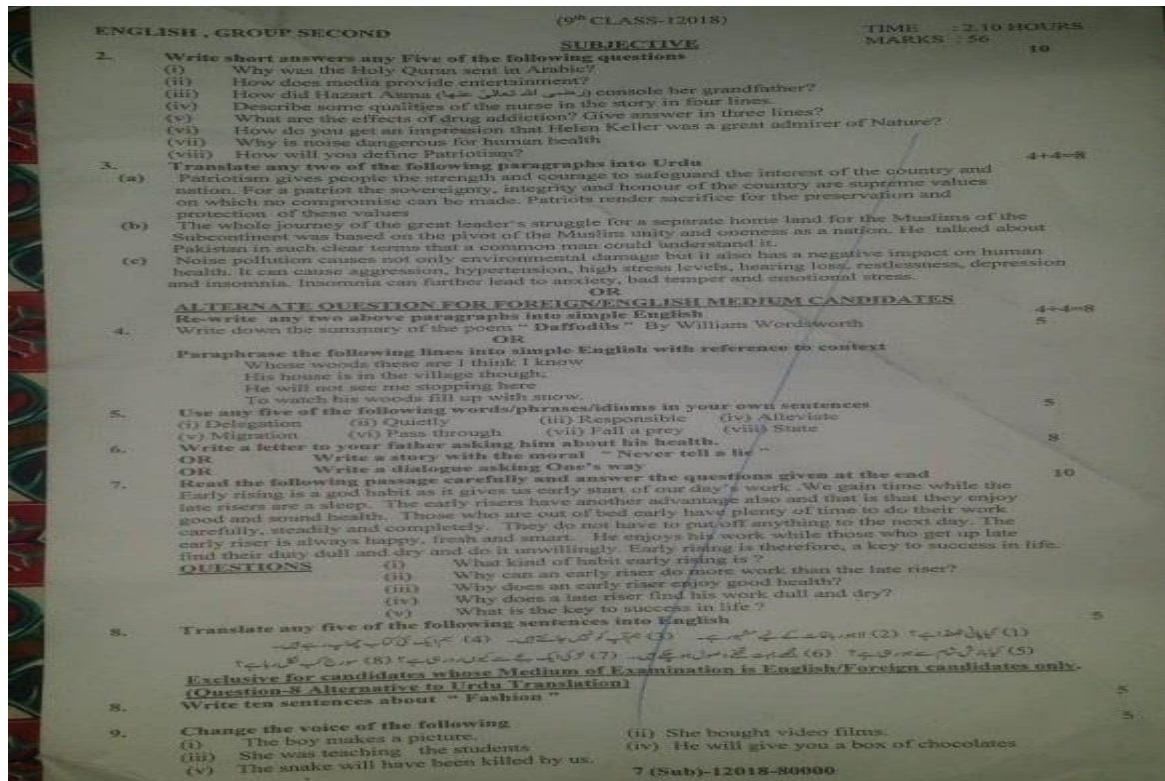 (9th CLASS-12018)
ENGLISH , GROUP SECOND TIME : 2.10 HOURS
SUBJECTIVE MARKS : 56
2. Write short answers any Five of the following questions 10
(i) Why was the Holy Quran sent in Arabic?
(ii) How does media provide entertainment?
(iii) How did Hazart Asma (رضی اللہ تعالیٰ عنھا) console her grandfather?
(iv) Describe some qualities of the nurse in the story in four lines.
(v) What are the effects of drug addiction? Give answer in three lines?
(vi) How do you get an impression that Helen Keller was a great admirer of Nature?
(vii) Why is noise dangerous for human health
(viii) How will you define Patriotism?
3. Translate any two of the following paragraphs into Urdu 4+4=8
(a) Patriotism gives people the strength and courage to safeguard the interest of the country and
nation. For a patriot the sovereignty, integrity and honour of the country are supreme values
on which no compromise can be made. Patriots render sacrifice for the preservation and
protection of these values
(b) The whole journey of the great leader's struggle for a separate home land for the Muslims of the
Subcontinent was based on the pivot of the Muslim unity and oneness as a nation. He talked about
Pakistan in such clear terms that a common man could understand it.
(c) Noise pollution causes not only environmental damage but it also has a negative impact on human
health. It can cause aggression, hypertension, high stress levels, hearing loss, restlessness, depression
and insomnia. Insomnia can further lead to anxiety, bad temper and emotional stress.
OR
ALTERNATE QUESTION FOR FOREIGN/ENGLISH MEDIUM CANDIDATES
Re-write any two above paragraphs into simple English 4+4=8
4. Write down the summary of the poem " Daffodils " By William Wordsworth 5
OR
Paraphrase the following lines into simple English with reference to context
Whose woods these are I think I know
His house is in the village though;
He will not see me stopping here
To watch his woods fill up with snow.
5. Use any five of the following words/phrases/idioms in your own sentences 5
(i) Delegation (ii) Quietly (iii) Responsible (iv) Alleviate
(v) Migration (vi) Pass through (vii) Fall a prey (viii) State
6. Write a letter to your father asking him about his health. 8
OR Write a story with the moral " Never tell a lie "
OR Write a dialogue asking One's way
7. Read the following passage carefully and answer the questions given at the end 10
Early rising is a god habit as it gives us early start of our day's work .We gain time while the
late risers are a sleep. The early risers have another advantage also and that is that they enjoy
good and sound health. Those who are out of bed early have plenty of time to do their work
carefully, steadily and completely. They do not have to put off anything to the next day. The
early riser is always happy, fresh and smart. He enjoys his work while those who get up late
find their duty dull and dry and do it unwillingly. Early rising is therefore, a key to success in life.
QUESTIONS (i) What kind of habit early rising is ?
(ii) Why can an early riser do more work than the late riser?
(iii) Why does an early riser enjoy good health?
(iv) Why does a late riser find his work dull and dry?
(v) What is the key to success in life ?
8. Translate any five of the following sentences into English 5
(1) (2) (3) (4)
(5) (6) (7) (8)
Exclusive for candidates whose Medium of Examination is English/Foreign candidates only.
(Question-8 Alternative to Urdu Translation)
8. Write ten sentences about " Fashion " 5
9. Change the voice of the following 5
(i) The boy makes a picture. (ii) She bought video films.
(iii) She was teaching the students (iv) He will give you a box of chocolates
(v) The snake will have been killed by us.
7 (Sub)-12018-80000